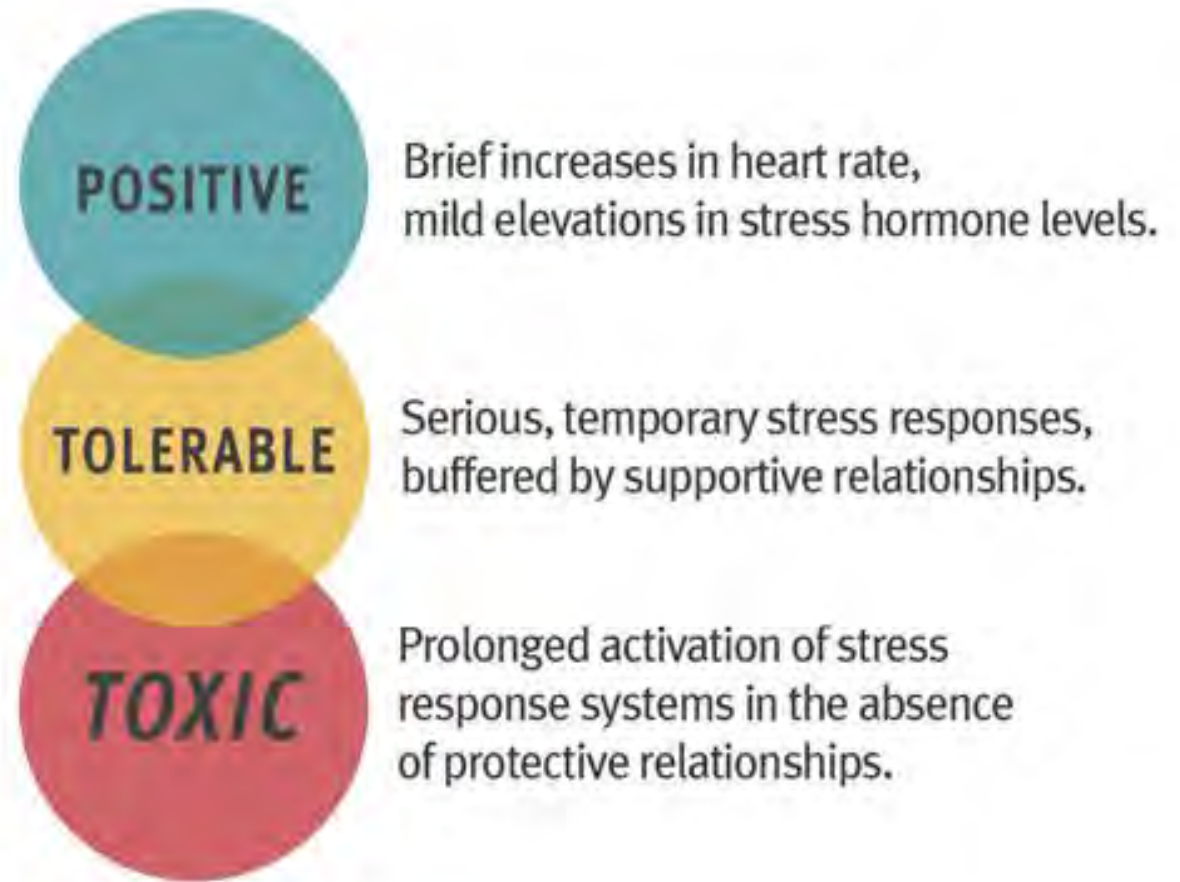 POSITIVE
Brief increases in heart rate,
mild elevations in stress hormone levels.
TOLERABLE
Serious, temporary stress responses,
buffered by supportive relationships.
TOXIC
Prolonged activation of stress
response systems in the absence
of protective relationships.